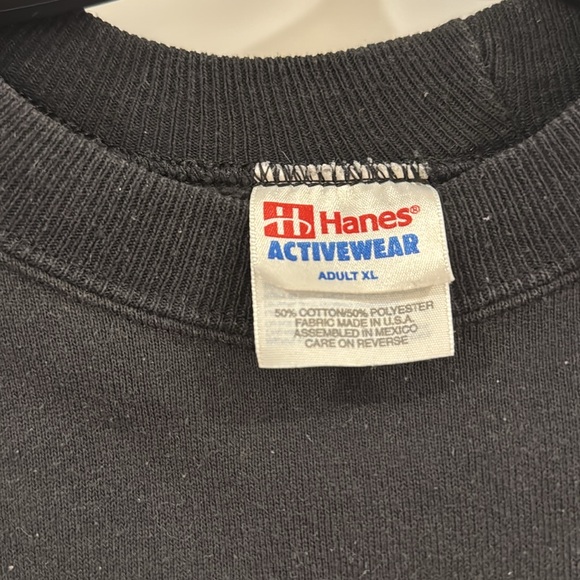 Hanes®
ACTIVEWEAR
ADULT XL
50% COTTON/50% POLYESTER
FABRIC MADE IN U.S.A.
ASSEMBLED IN MEXICO
CARE ON REVERSE